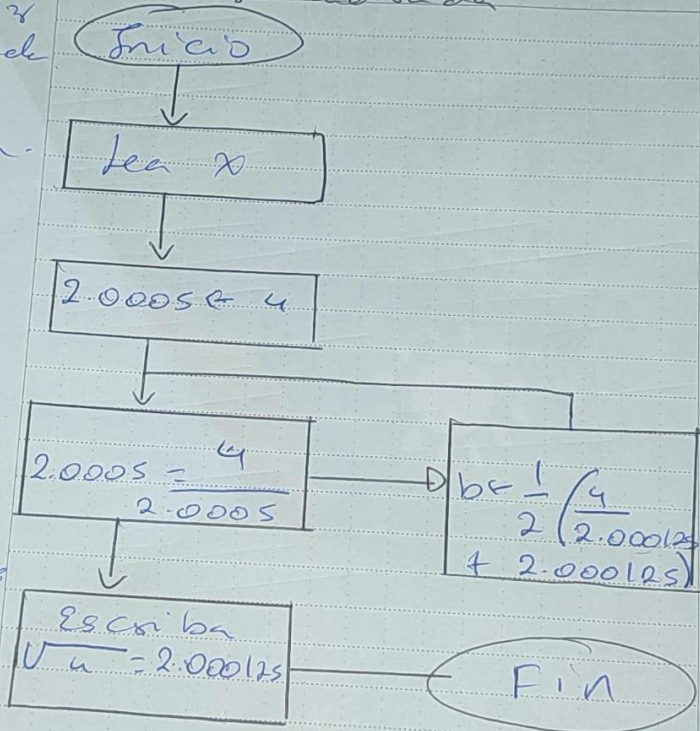 Inicio
Lea x
2.0005 ← 4
2.0005 = 4
2.0005
b ← 1/2 (4/2.000125
+ 2.000125)
Escriba
√4 = 2.000125
Fin